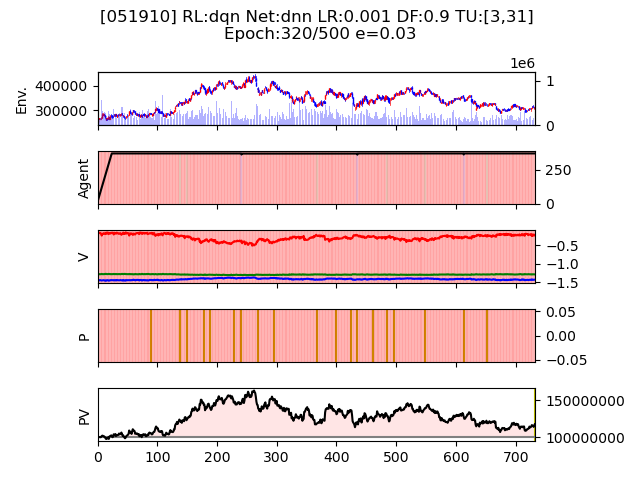 [051910] RL:dqn Net:dnn LR:0.001 DF:0.9 TU:[3,31]
Epoch:320/500 e=0.03
1e6
Env.
400000
300000
1
0
Agent
250
0
V
−0.5
−1.0
−1.5
P
0.05
0.00
−0.05
PV
150000000
100000000
0 100 200 300 400 500 600 700